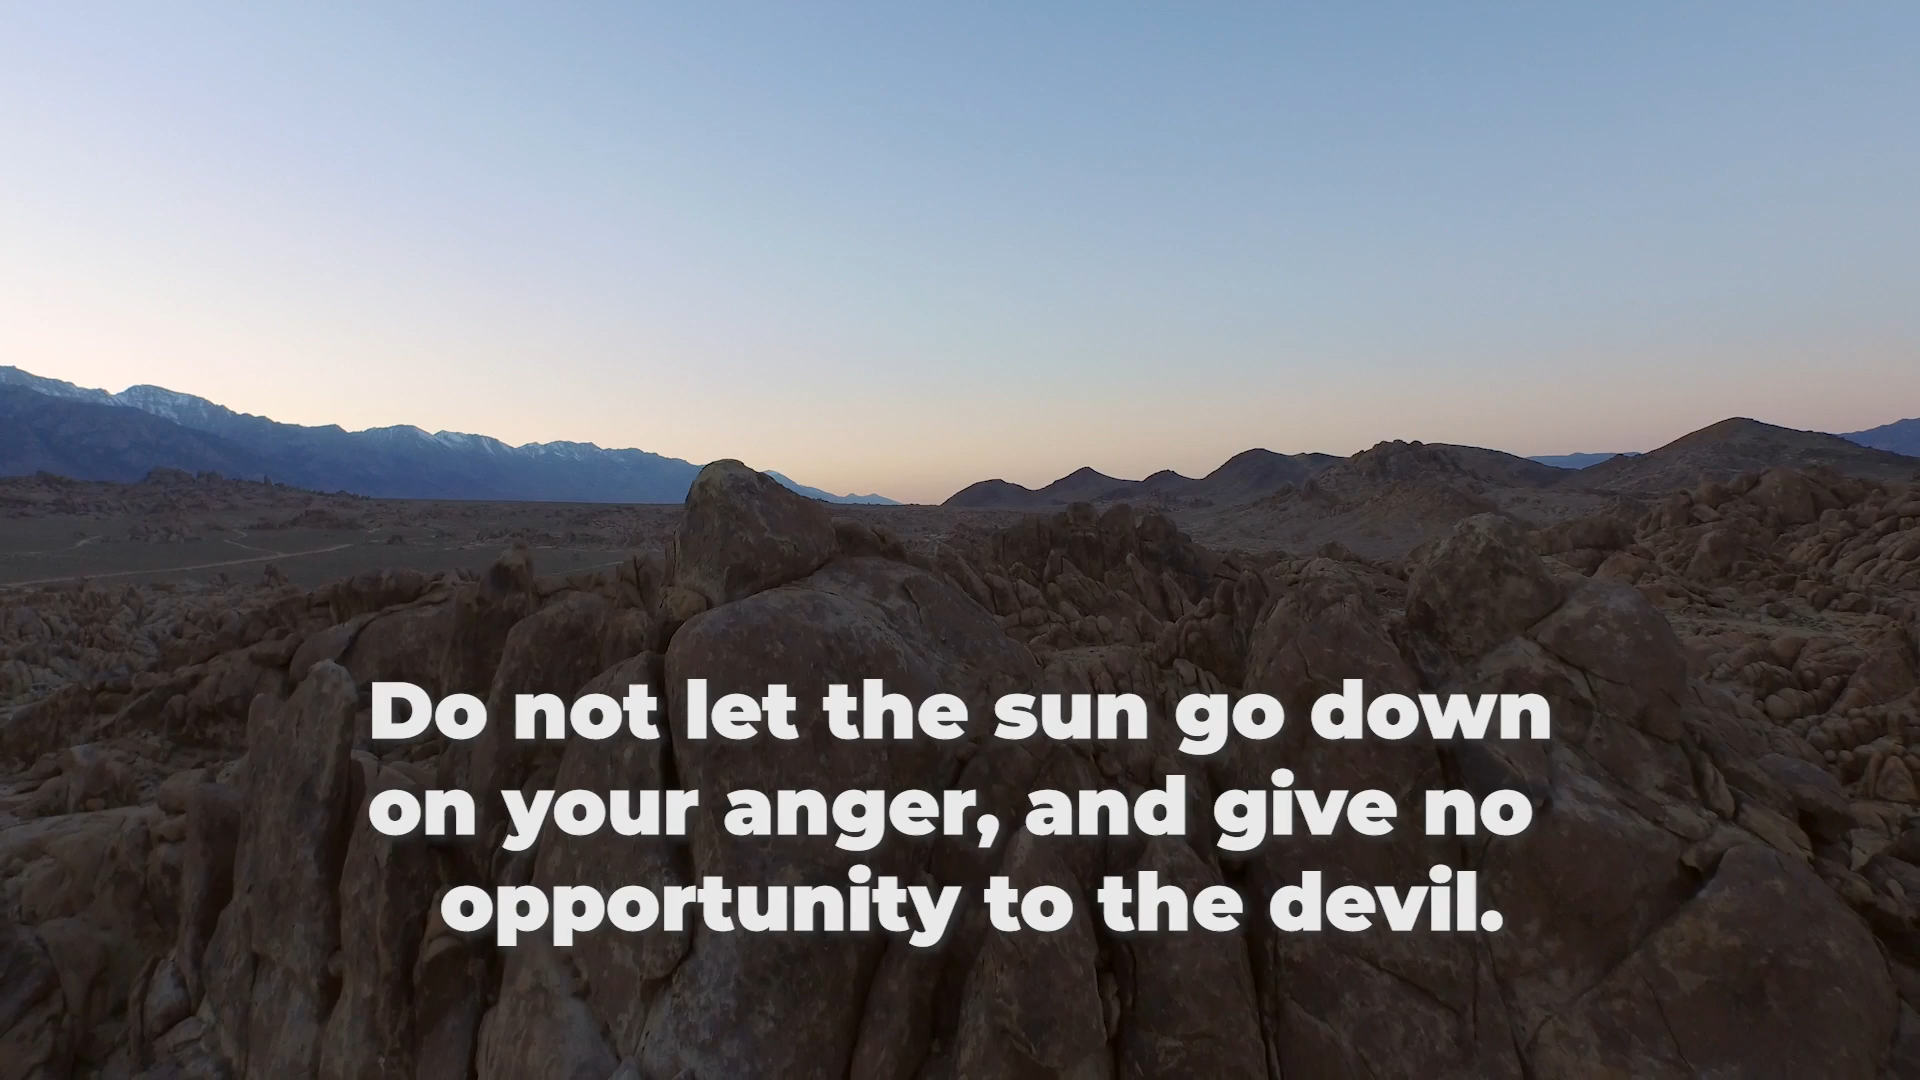 Do not let the sun go down
on your anger, and give no
opportunity to the devil.